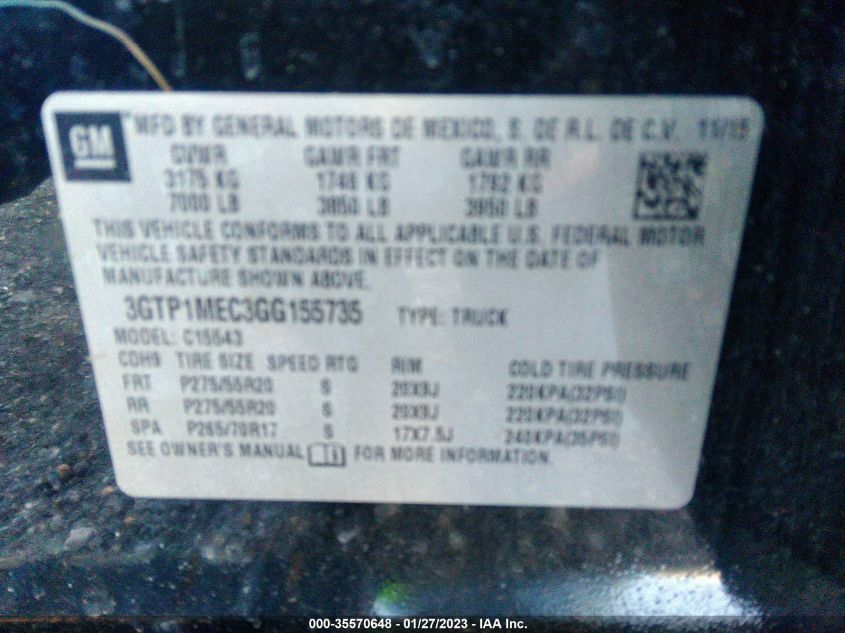 GM
MFD BY GENERAL MOTORS DE MEXICO, S. DE R.L. DE C.V. 11/15
GVWR GAWR FRT GAWR RR
3175 KG 1746 KG 1792 KG
7000 LB 3850 LB 3950 LB
THIS VEHICLE CONFORMS TO ALL APPLICABLE U.S. FEDERAL MOTOR
VEHICLE SAFETY STANDARDS IN EFFECT ON THE DATE OF
MANUFACTURE SHOWN ABOVE.
3GTP1MEC3GG155735 TYPE: TRUCK
MODEL: C15543
TIRE SIZE SPEED RTG RIM COLD TIRE PRESSURE
FRT P275/55R20 S 20X9J 220KPA(32PSI)
RR P275/55R20 S 20X9J 220KPA(32PSI)
SPA P265/70R17 S 17X7.5J 240KPA(35PSI)
SEE OWNER'S MANUAL FOR MORE INFORMATION.
000-35570648 - 01/27/2023 - IAA Inc.